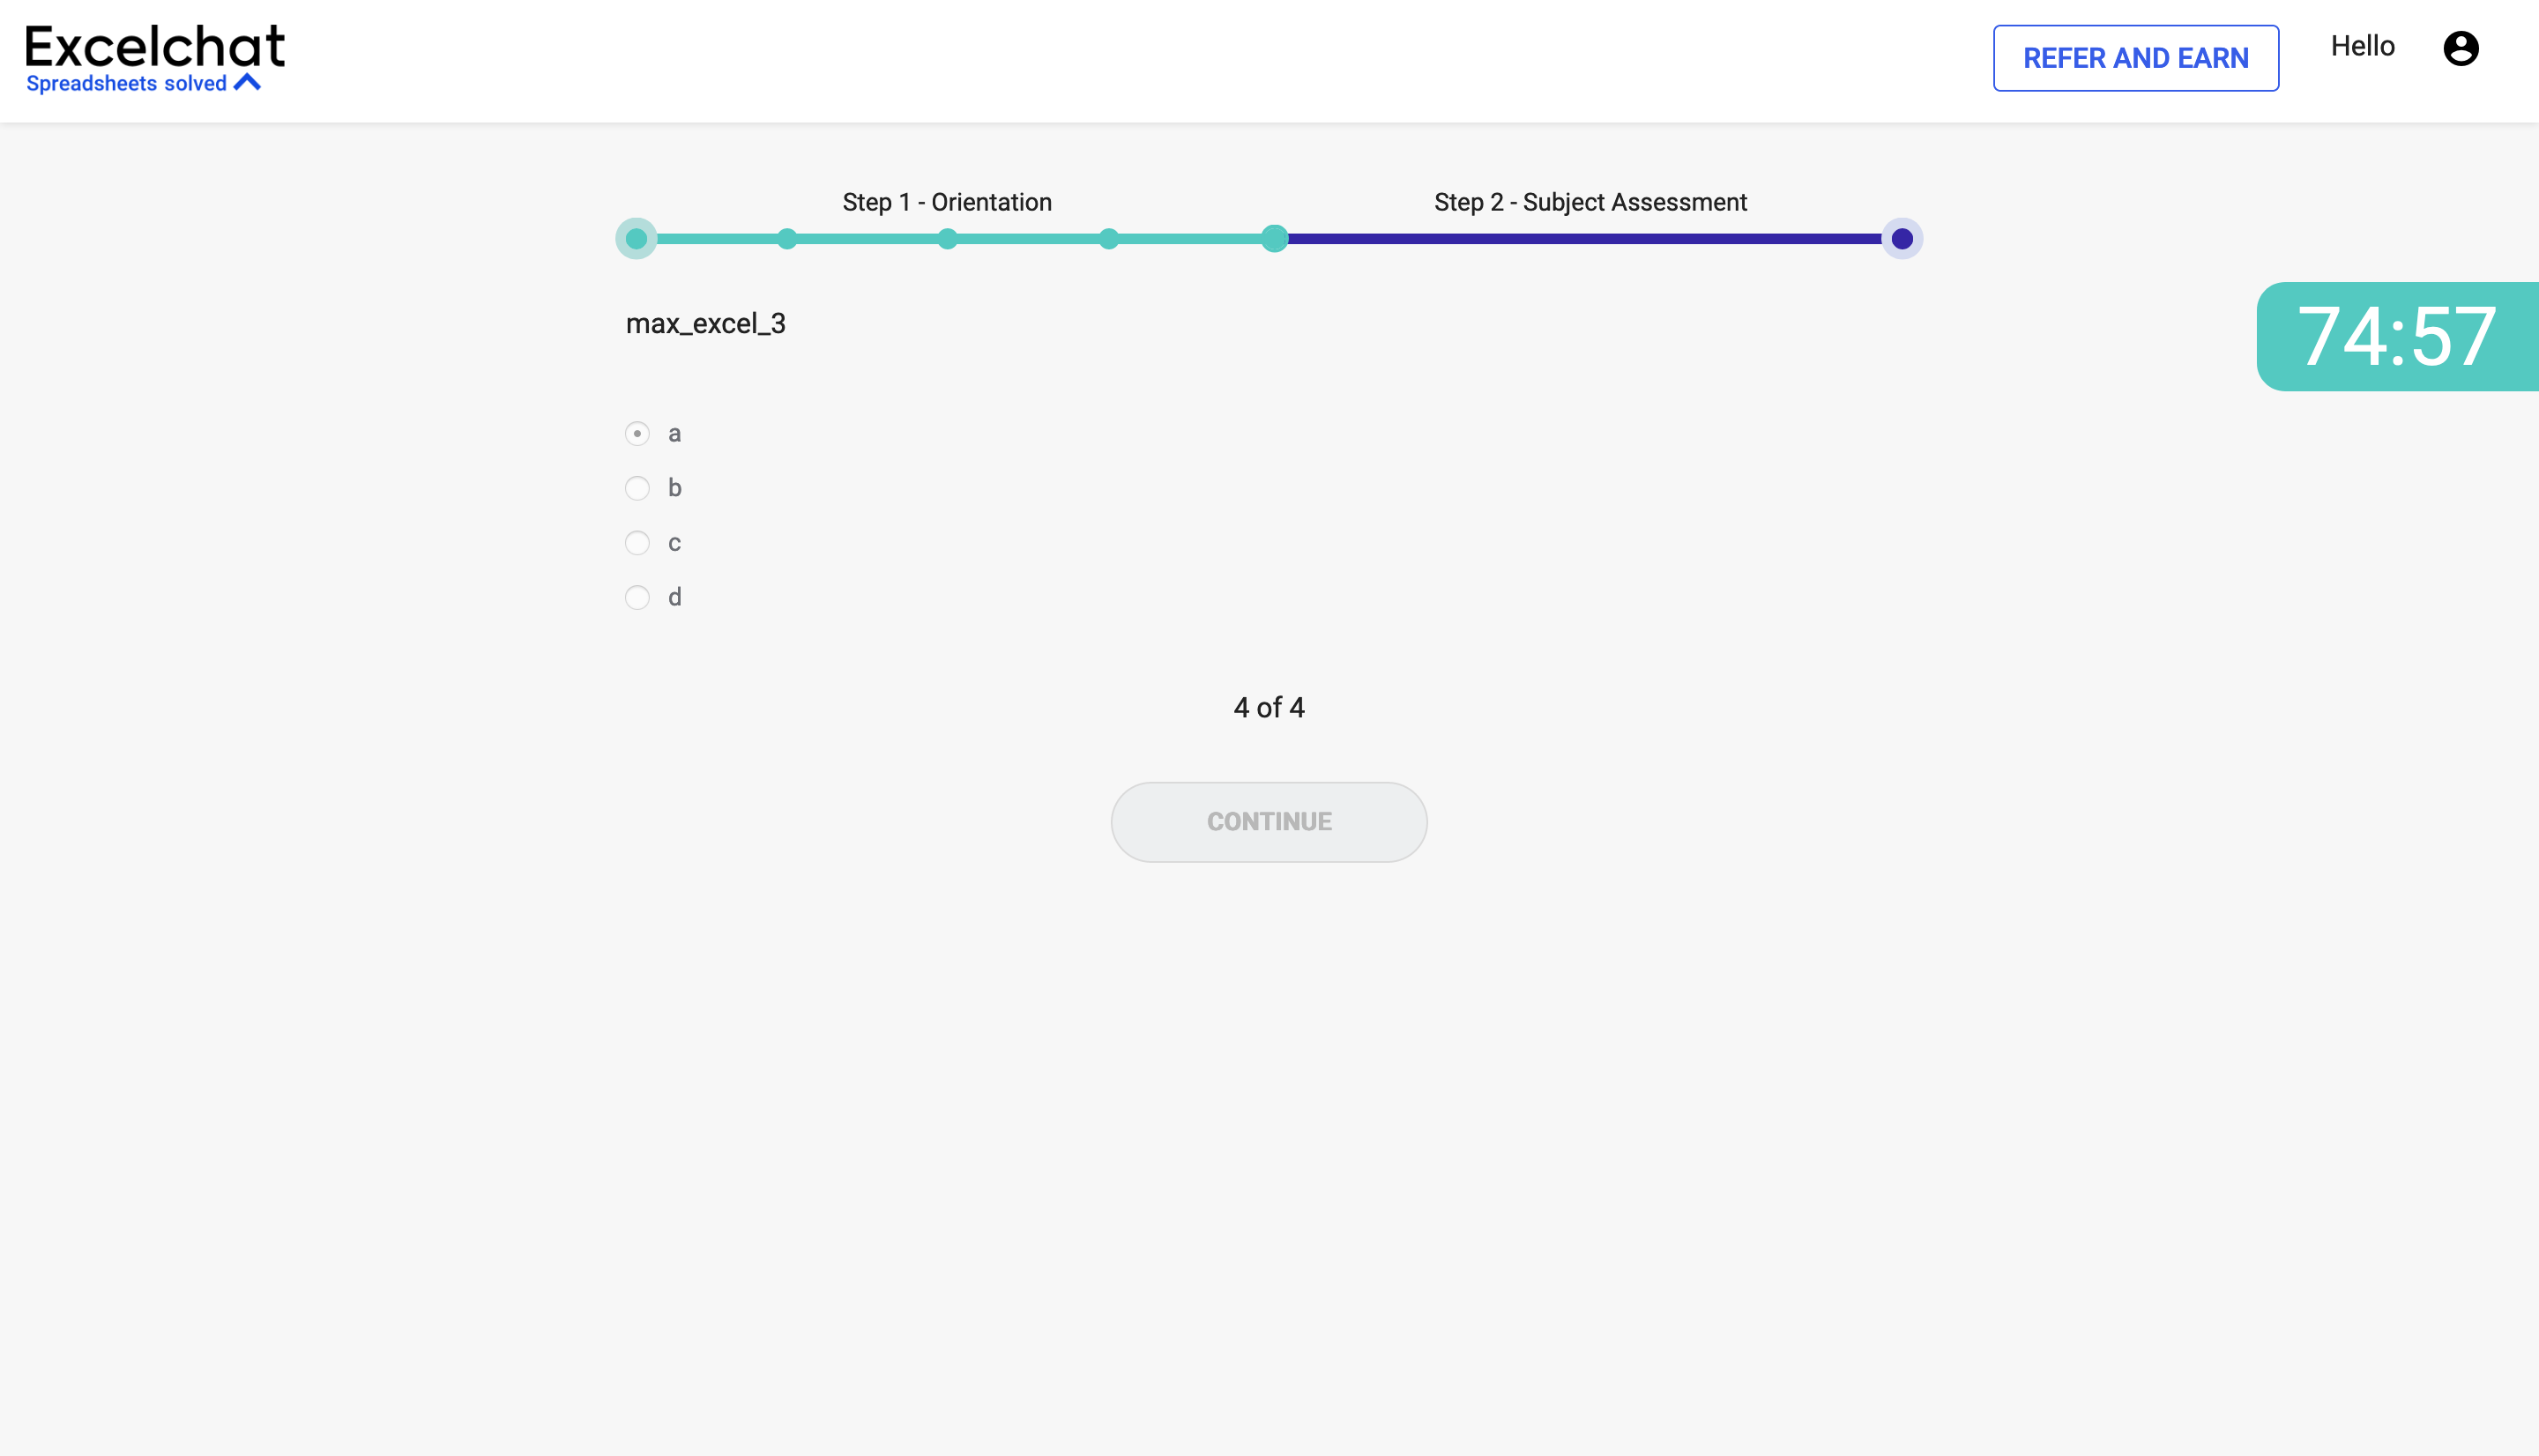 Excelchat
Spreadsheets solved
REFER AND EARN
Hello
Step 1 - Orientation
Step 2 - Subject Assessment
max_excel_3
74:57
a
b
c
d
4 of 4
CONTINUE